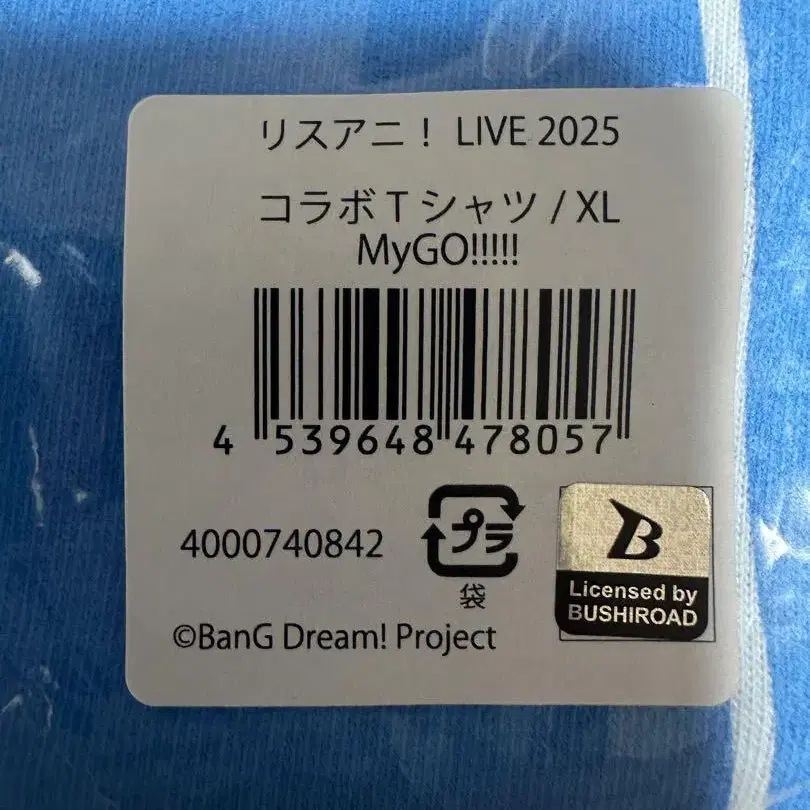 リスアニ！ LIVE 2025
コラボTシャツ / XL
MyGO!!!!!
4 539648 478057
4000740842
プラ
袋
B
Licensed by
BUSHIROAD
©BanG Dream! Project